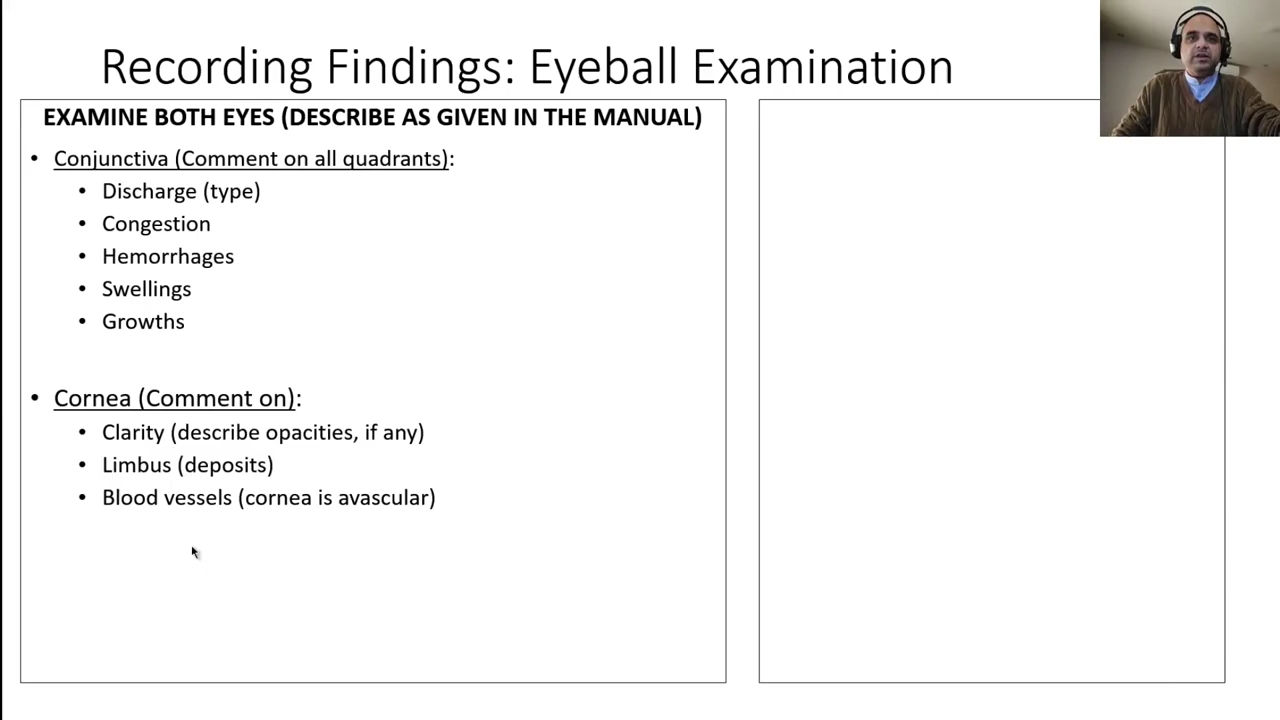 Recording Findings: Eyeball Examination
EXAMINE BOTH EYES (DESCRIBE AS GIVEN IN THE MANUAL)
• Conjunctiva (Comment on all quadrants):
• Discharge (type)
• Congestion
• Hemorrhages
• Swellings
• Growths
• Cornea (Comment on):
• Clarity (describe opacities, if any)
• Limbus (deposits)
• Blood vessels (cornea is avascular)